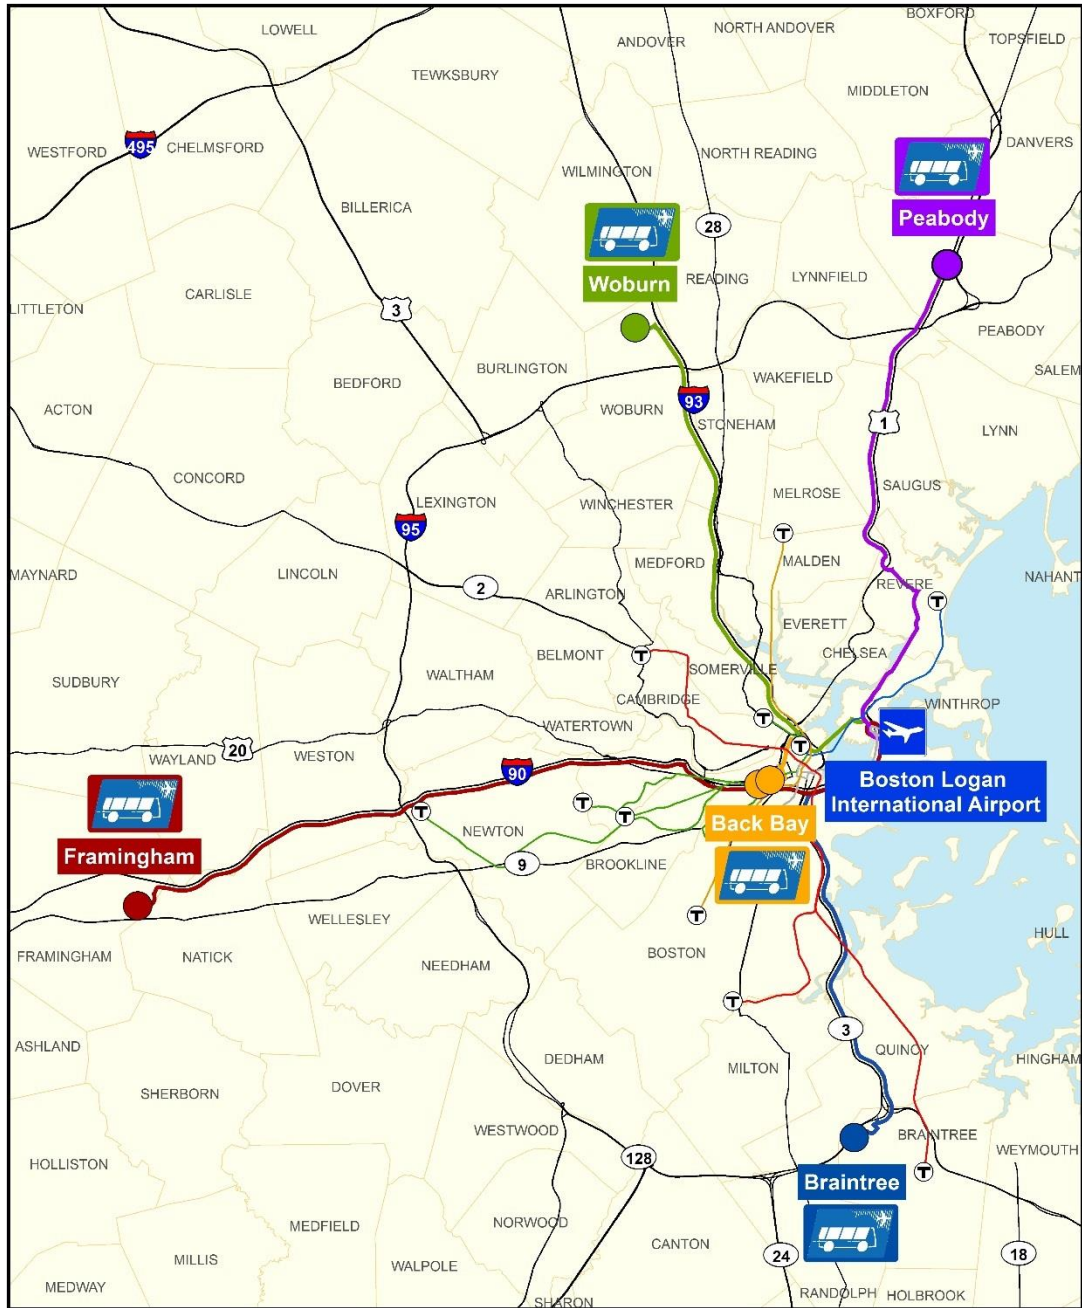 BOXFORD
LOWELL
NORTH ANDOVER
ANDOVER
TOPSFIELD
TEWKSBURY
MIDDLETON
DANVERS
495
WESTFORD
CHELMSFORD
NORTH READING
WILMINGTON
BILLERICA
Peabody
28
Woburn
READING
LYNNFIELD
CARLISLE
LITTLETON
3
PEABODY
BURLINGTON
SALEM
WAKEFIELD
BEDFORD
93
ACTON
WOBURN
STONEHAM
1
LYNN
CONCORD
SAUGUS
LEXINGTON
WINCHESTER
MELROSE
95
T
MALDEN
MEDFORD
MAYNARD
LINCOLN
NAHANT
REVERE
2
ARLINGTON
T
EVERETT
CHELSEA
T
BELMONT
SOMERVILLE
WALTHAM
SUDBURY
CAMBRIDGE
WINTHROP
T
WATERTOWN
T
20
WESTON
WAYLAND
90
Boston Logan
International Airport
T
T
T
Back Bay
NEWTON
Framingham
9
BROOKLINE
T
WELLESLEY
HULL
BOSTON
FRAMINGHAM
NATICK
NEEDHAM
T
3
ASHLAND
QUINCY
DEDHAM
HINGHAM
MILTON
DOVER
SHERBORN
WESTWOOD
BRAINTREE
WEYMOUTH
128
HOLLISTON
T
Braintree
NORWOOD
MEDFIELD
CANTON
24
18
MILLIS
WALPOLE
MEDWAY
RANDOLPH
HOLBROOK
SHARON